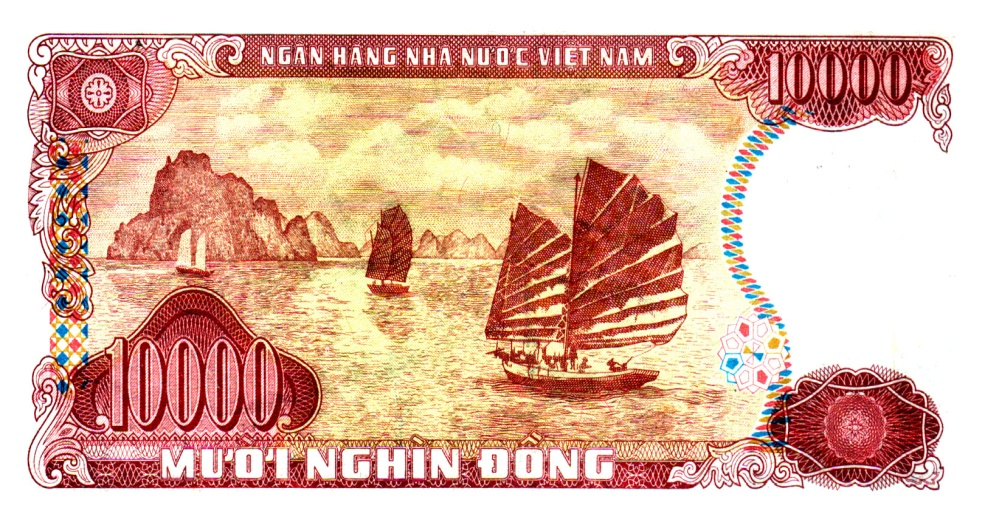 NGÂN HÀNG NHÀ NƯỚC VIỆT NAM
10000
10000
MƯỜI NGHÌN ĐỒNG